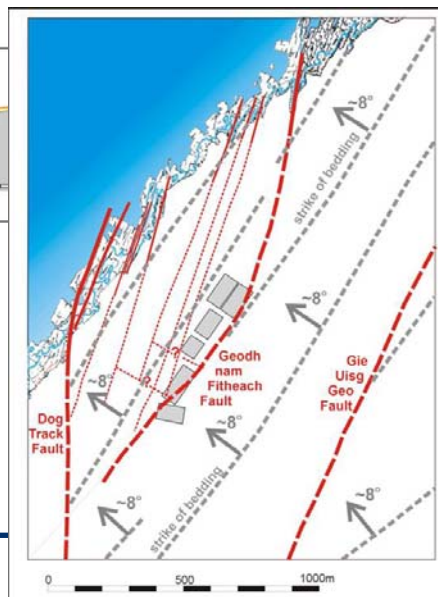 ~8°
strike of bedding
~8°
~8°
?
Geodh
nam
Fitheach
Fault
?
Gie
Uisg
Geo
Fault
Dog
Track
Fault
~8°
~8°
~8°
~8°
strike of bedding
~8°
0 500 1000m